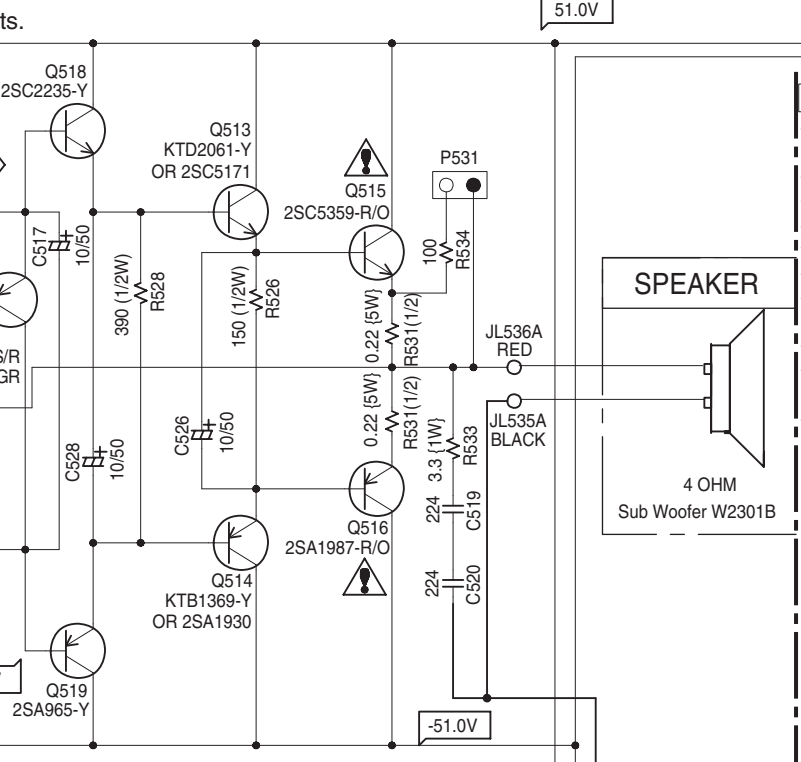 ts.
51.0V
Q518
2SC2235-Y
Q513
KTD2061-Y
OR 2SC5171
P531
Q515
2SC5359-R/O
C517
10/50
390 (1/2W)
R528
150 (1/2W)
R526
100
R534
0.22 {5W}
R531(1/2)
SPEAKER
JL536A
RED
S/R
GR
0.22 {5W}
R531(1/2)
JL535A
BLACK
C528
10/50
C526
10/50
3.3 {1W}
R533
4 OHM
Sub Woofer W2301B
224
C519
Q516
2SA1987-R/O
Q514
KTB1369-Y
OR 2SA1930
224
C520
Q519
2SA965-Y
-51.0V